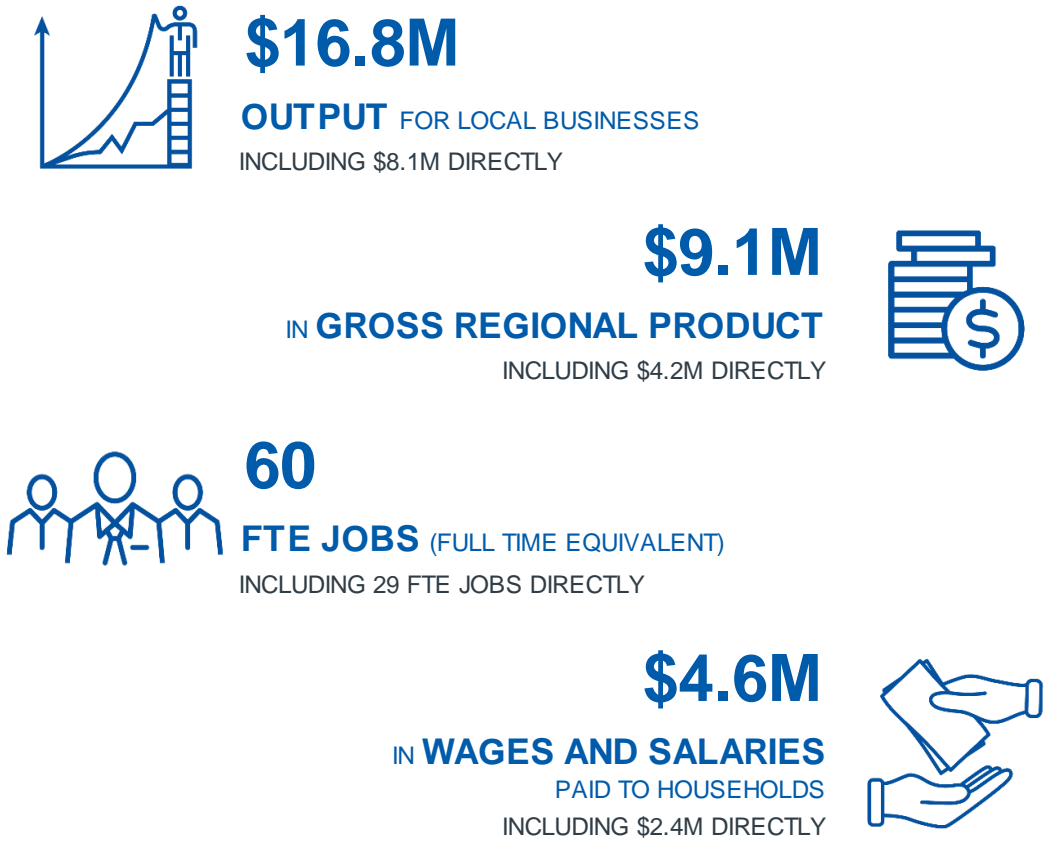 $16.8M
OUTPUT FOR LOCAL BUSINESSES
INCLUDING $8.1M DIRECTLY
$9.1M
IN GROSS REGIONAL PRODUCT
INCLUDING $4.2M DIRECTLY
$
60
FTE JOBS (FULL TIME EQUIVALENT)
INCLUDING 29 FTE JOBS DIRECTLY
$4.6M
IN WAGES AND SALARIES
PAID TO HOUSEHOLDS
INCLUDING $2.4M DIRECTLY